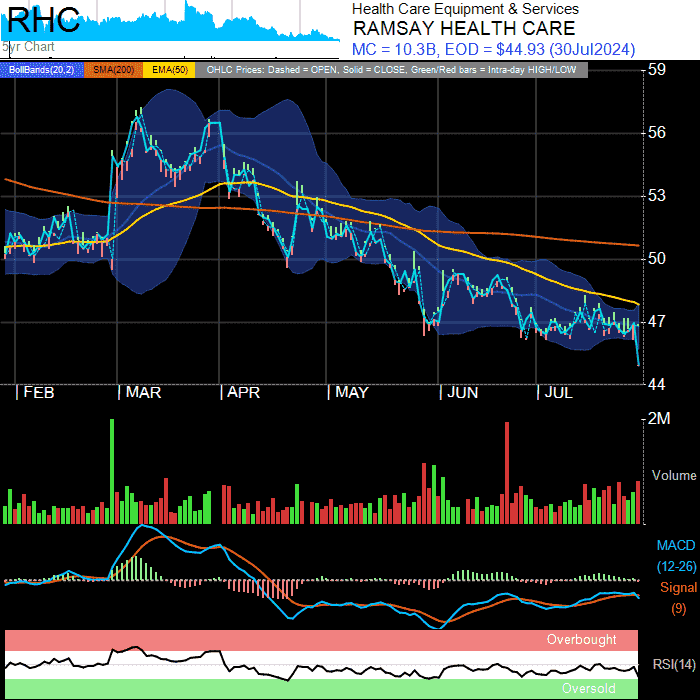 RHC
5yr Chart
Health Care Equipment & Services
RAMSAY HEALTH CARE
MC = 10.3B, EOD = $44.93 (30Jul2024)
BollBands(20,2) SMA(200) EMA(50) OHLC Prices: Dashed = OPEN, Solid = CLOSE, Green/Red bars = Intra-day HIGH/LOW
59
56
53
50
47
44
FEB MAR APR MAY JUN JUL
2M
Volume
MACD
(12-26)
Signal
(9)
Overbought
RSI(14)
Oversold